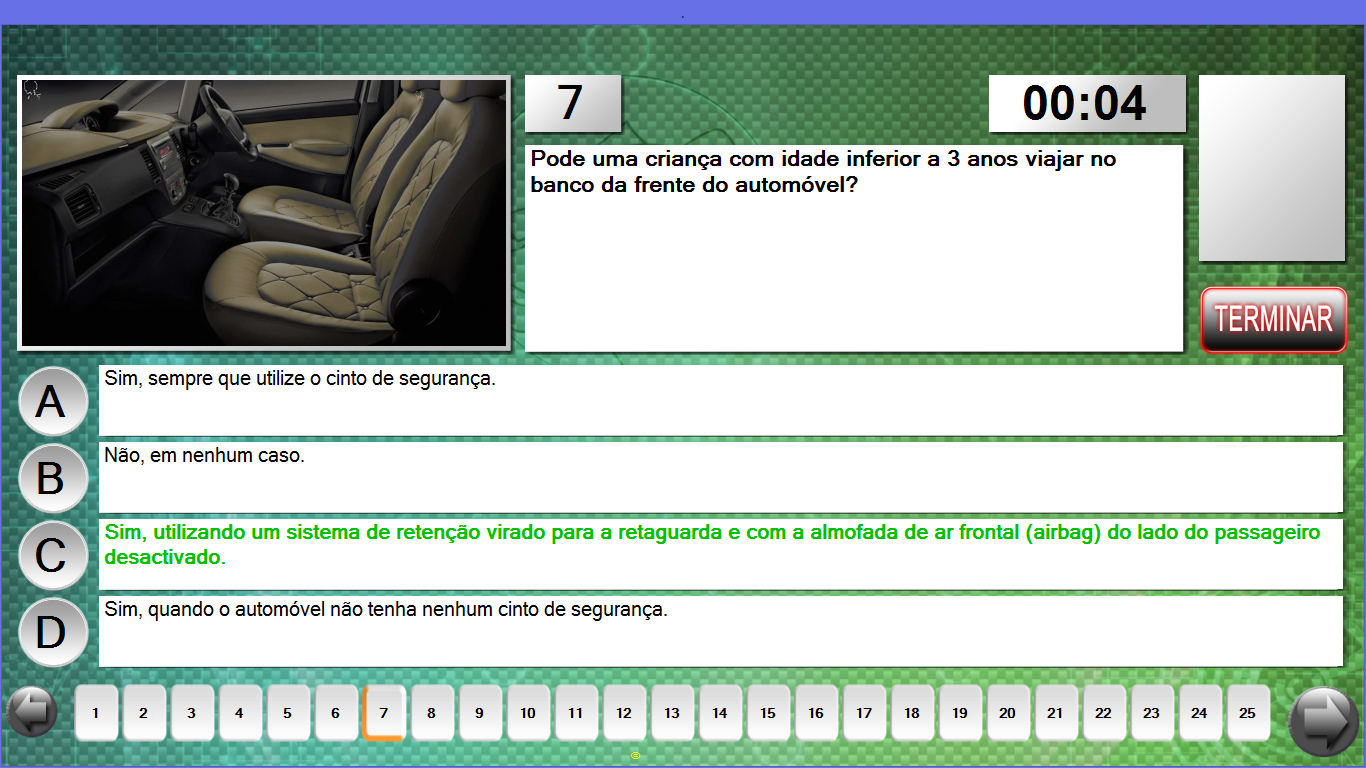 7
00:04
Pode uma criança com idade inferior a 3 anos viajar no
banco da frente do automóvel?
TERMINAR
A
Sim, sempre que utilize o cinto de segurança.
B
Não, em nenhum caso.
C
Sim, utilizando um sistema de retenção virado para a retaguarda e com a almofada de ar frontal (airbag) do lado do passageiro
desactivado.
D
Sim, quando o automóvel não tenha nenhum cinto de segurança.
1 2 3 4 5 6 7 8 9 10 11 12 13 14 15 16 17 18 19 20 21 22 23 24 25
©